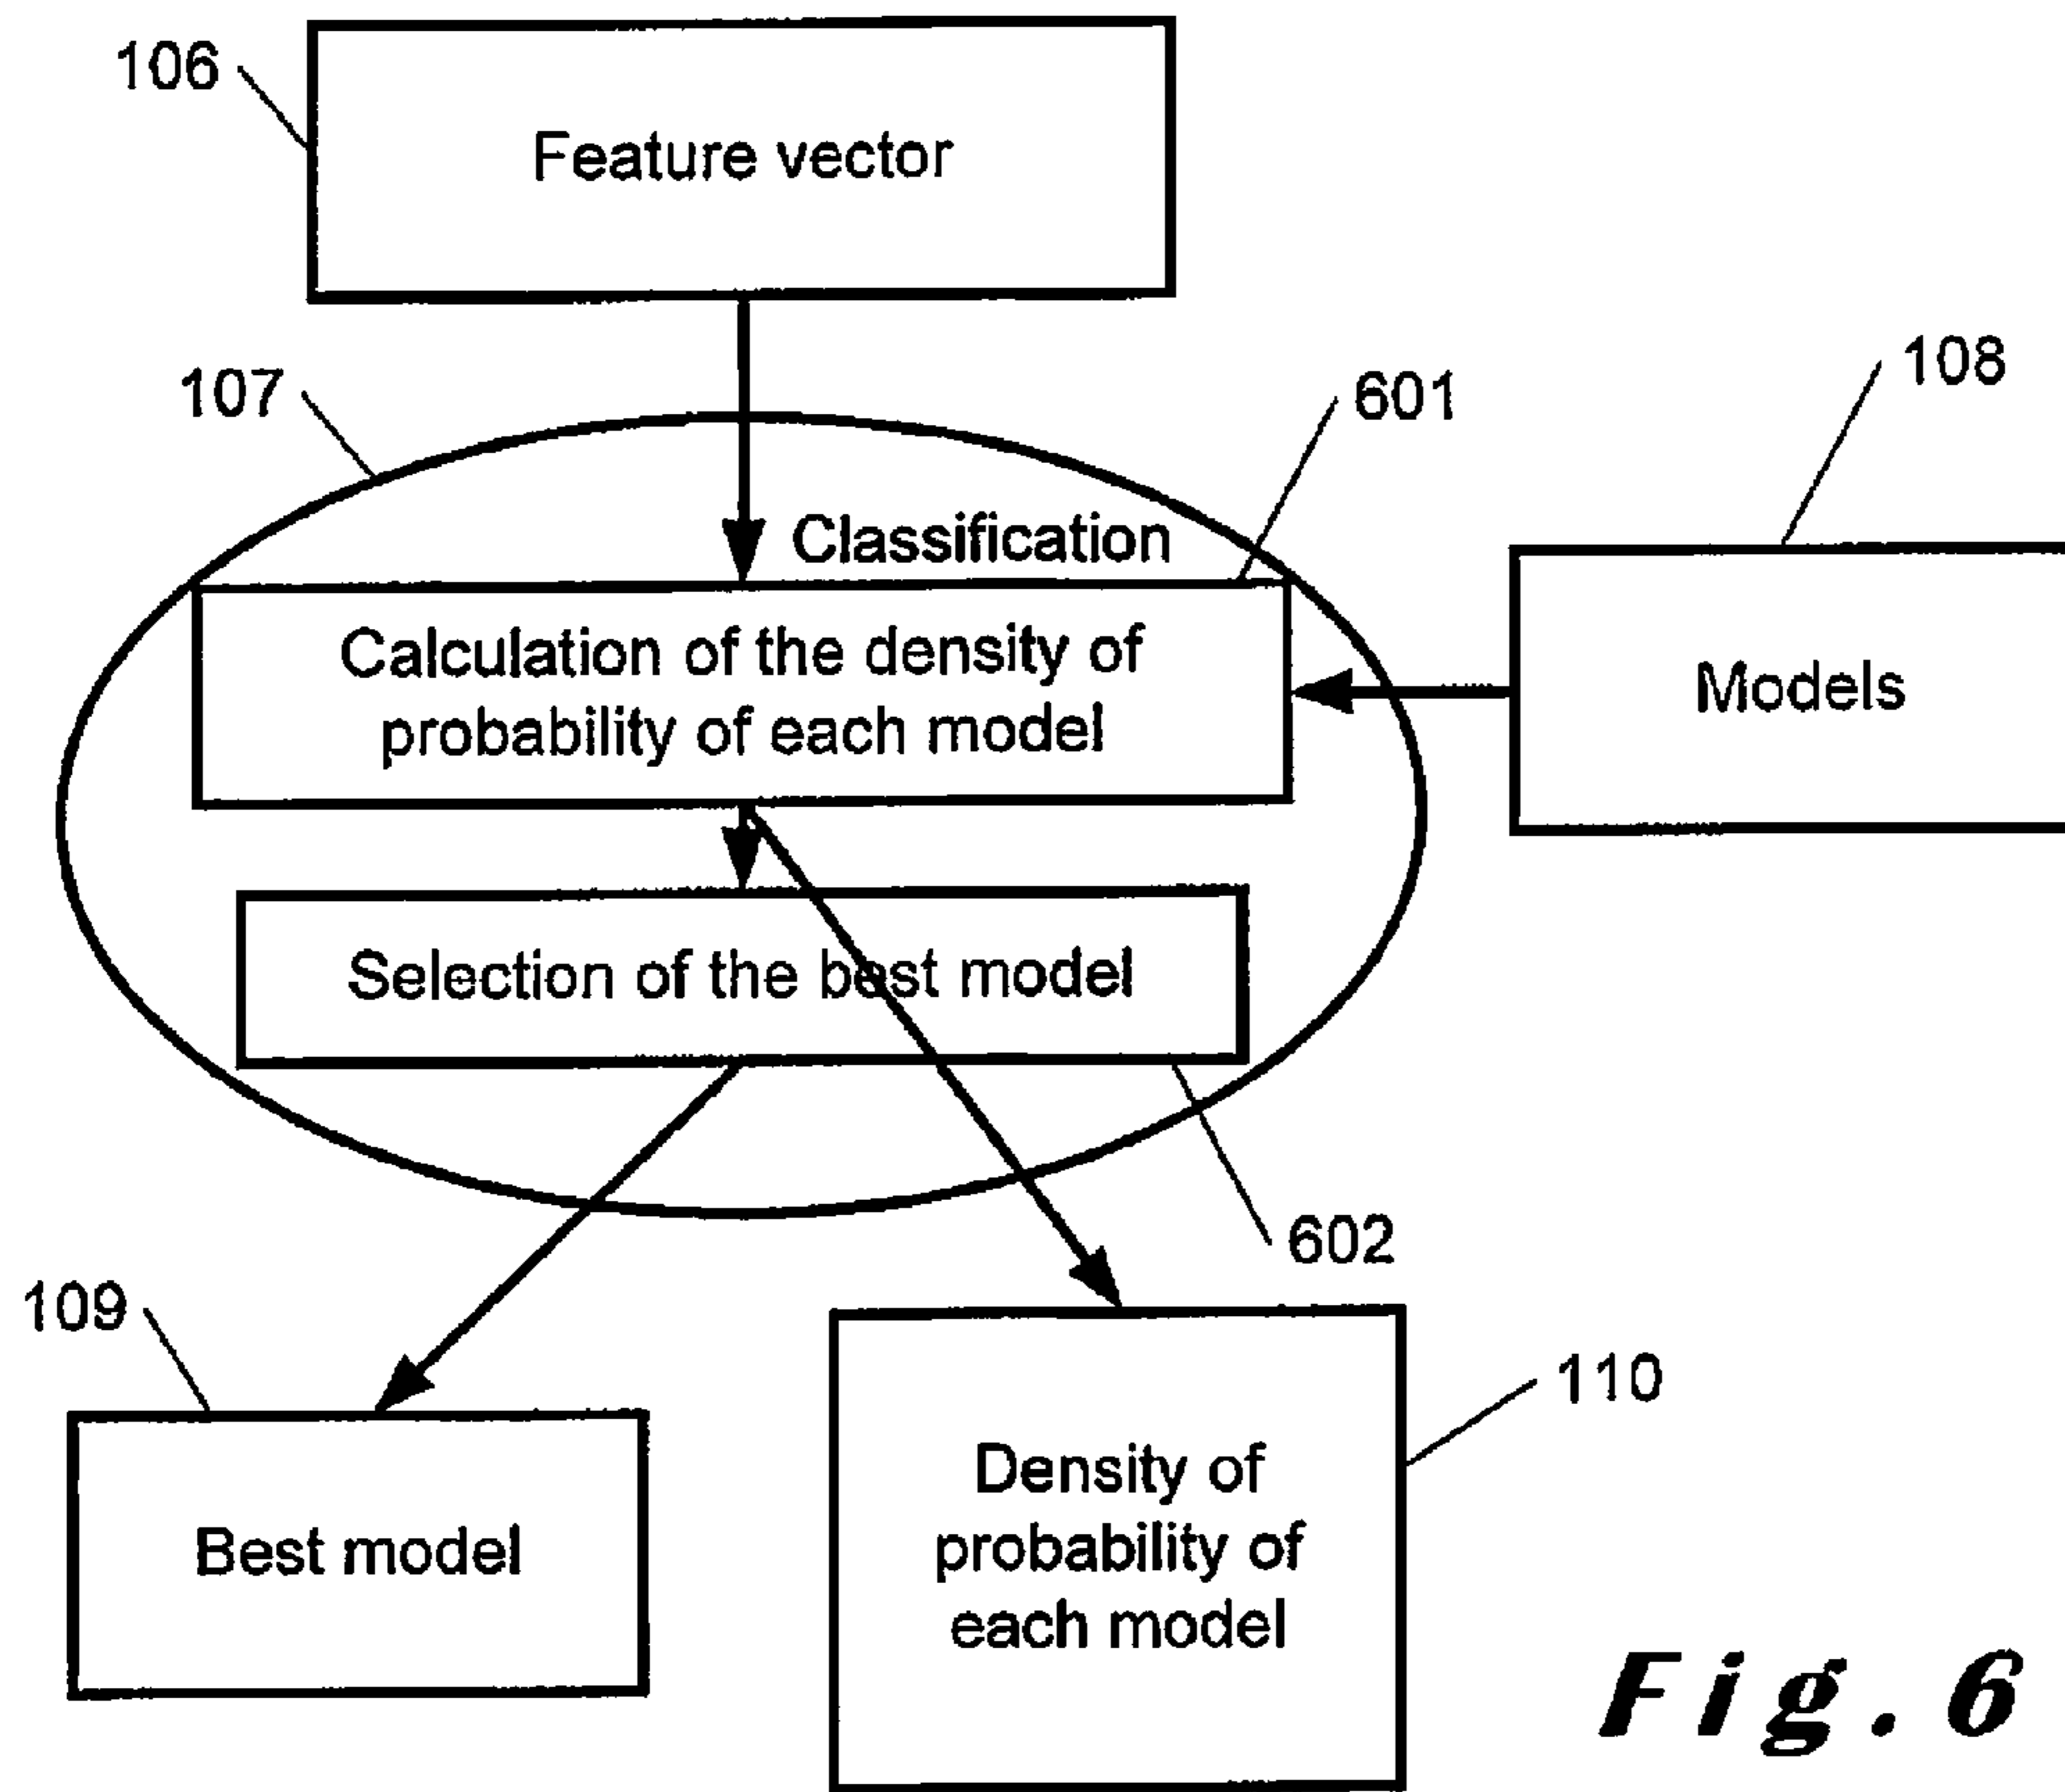 106
Feature vector
107
601
108
Classification
Calculation of the density of
probability of each model
Models
Selection of the best model
602
109
110
Best model
Density of
probability of
each model
Fig. 6